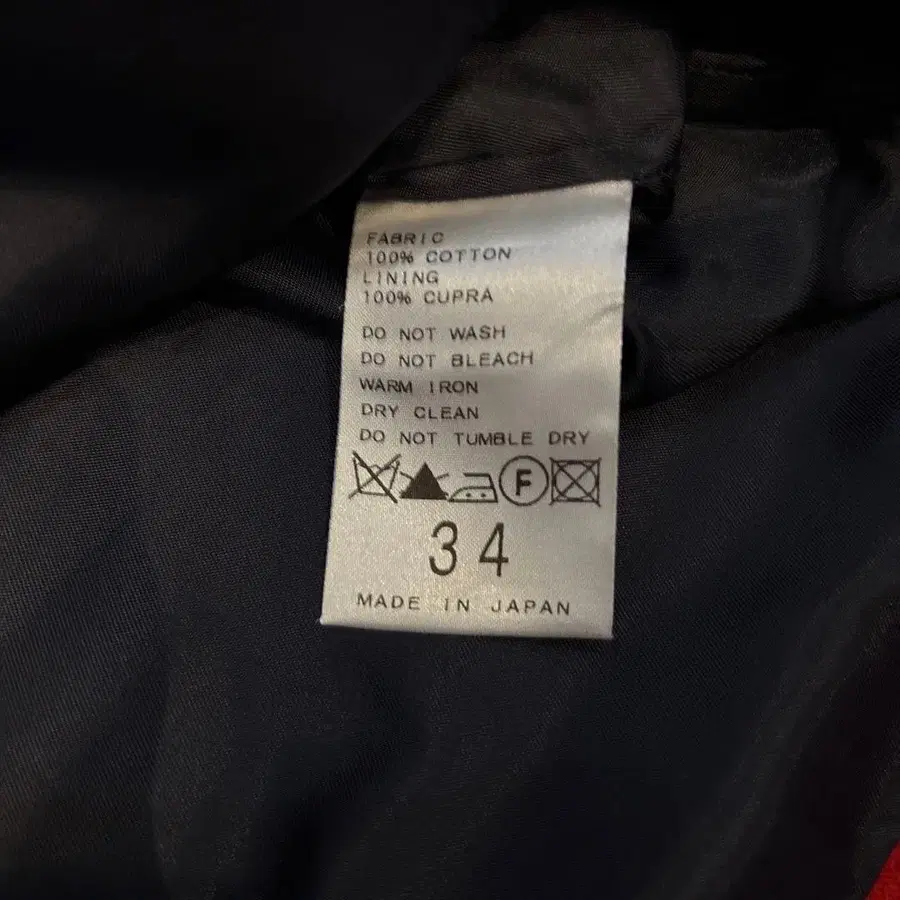 FABRIC
100% COTTON
LINING
100% CUPRA
DO NOT WASH
DO NOT BLEACH
WARM IRON
DRY CLEAN
DO NOT TUMBLE DRY
F
34
MADE IN JAPAN